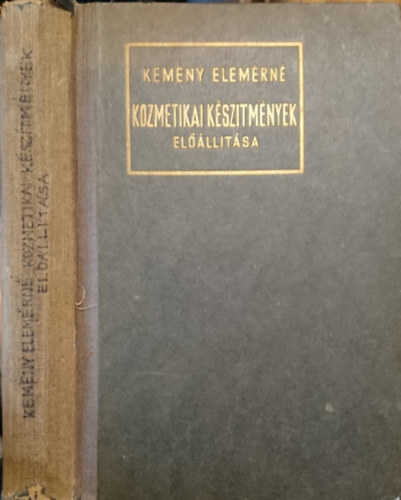 KEMÉNY ELEMÉRNÉ
KOZMETIKAI KÉSZITMÉNYEK
ELŐÁLLITÁSA
KEMÉNY ELEMÉRNÉ KOZMETIKAI KÉSZITMÉNYEK
ELŐÁLLITÁSA